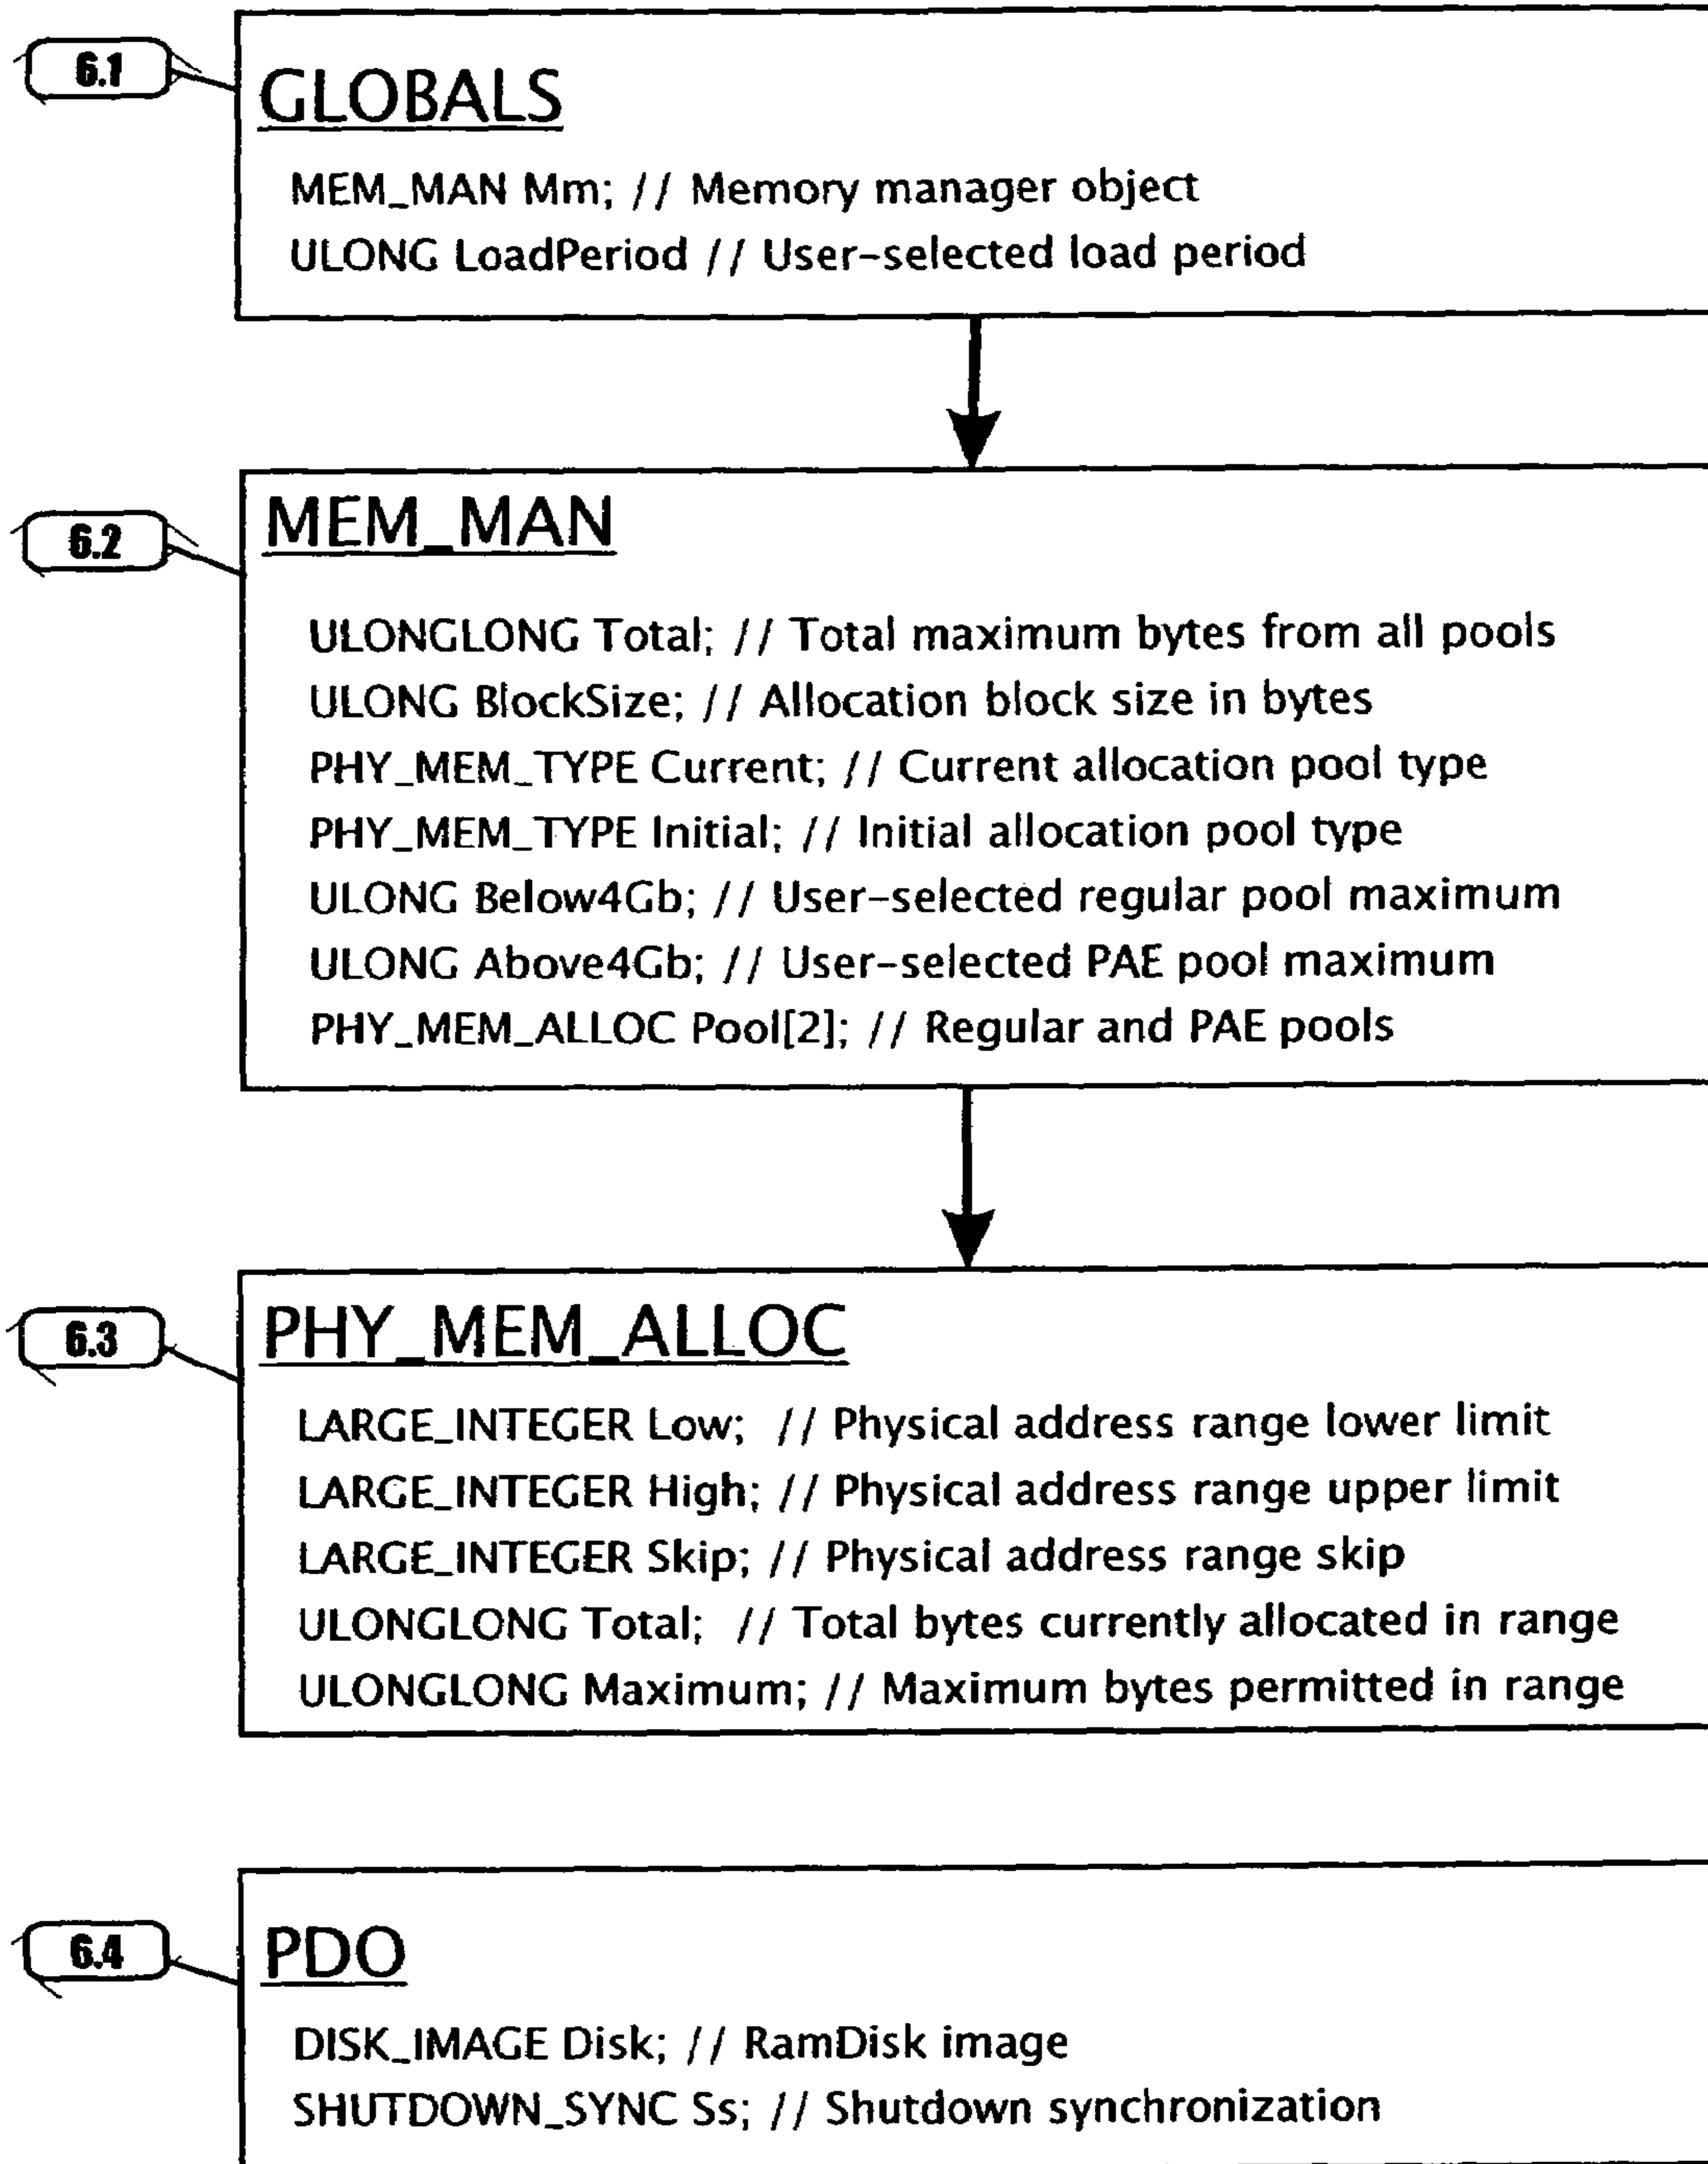 6.1
GLOBALS
MEM_MAN Mm; // Memory manager object
ULONG LoadPeriod // User-selected load period
6.2
MEM_MAN
ULONGLONG Total; // Total maximum bytes from all pools
ULONG BlockSize; // Allocation block size in bytes
PHY_MEM_TYPE Current; // Current allocation pool type
PHY_MEM_TYPE Initial; // Initial allocation pool type
ULONG Below4Gb; // User-selected regular pool maximum
ULONG Above4Gb; // User-selected PAE pool maximum
PHY_MEM_ALLOC Pool[2]; // Regular and PAE pools
6.3
PHY_MEM_ALLOC
LARGE_INTEGER Low; // Physical address range lower limit
LARGE_INTEGER High; // Physical address range upper limit
LARGE_INTEGER Skip; // Physical address range skip
ULONGLONG Total; // Total bytes currently allocated in range
ULONGLONG Maximum; // Maximum bytes permitted in range
6.4
PDO
DISK_IMAGE Disk; // RamDisk image
SHUTDOWN_SYNC Ss; // Shutdown synchronization